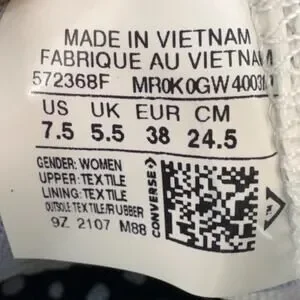 MADE IN VIETNAM
FABRIQUE AU VIETNAM
572368F MR0K0GW4003
US UK EUR CM
7.5 5.5 38 24.5
GENDER: WOMEN
UPPER: TEXTILE
LINING: TEXTILE
OUTSOLE: TEXTILE/RUBBER
9Z 2107 M88
CONVERSE